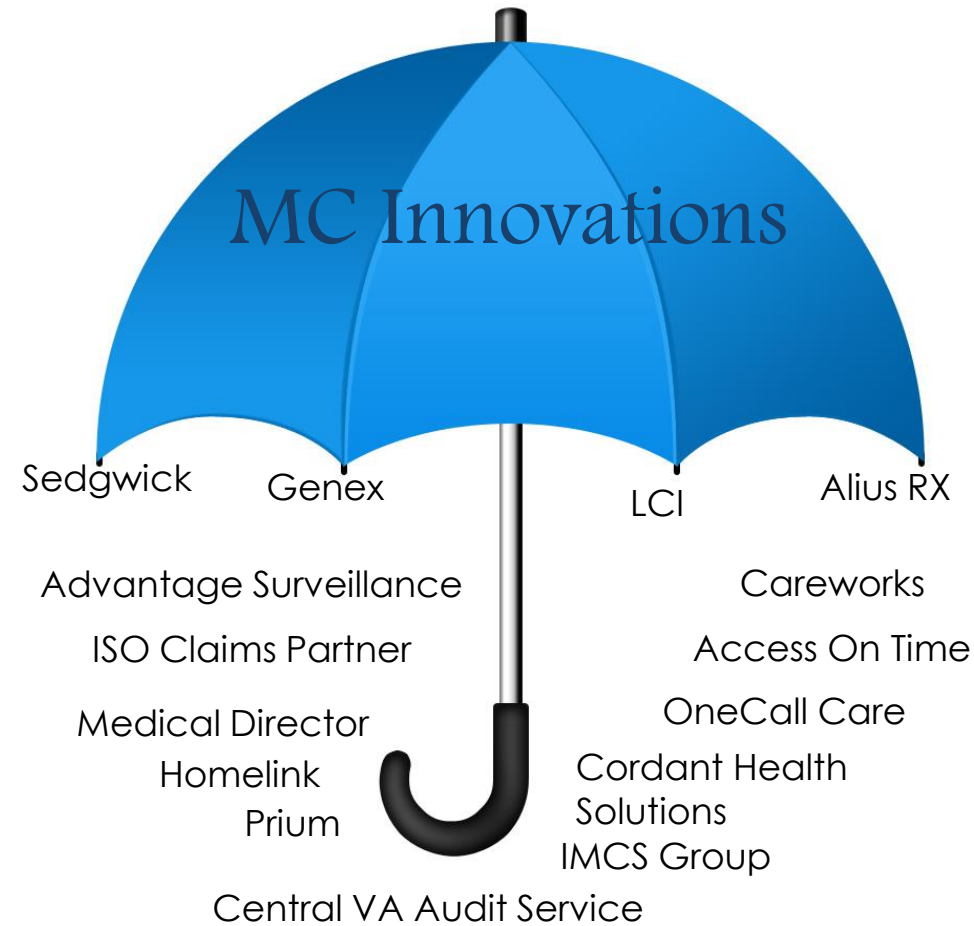 MC Innovations
Sedgwick
Genex
LCI
Alius RX
Advantage Surveillance
Careworks
ISO Claims Partner
Access On Time
Medical Director
OneCall Care
Homelink
Cordant Health
Solutions
Prium
IMCS Group
Central VA Audit Service